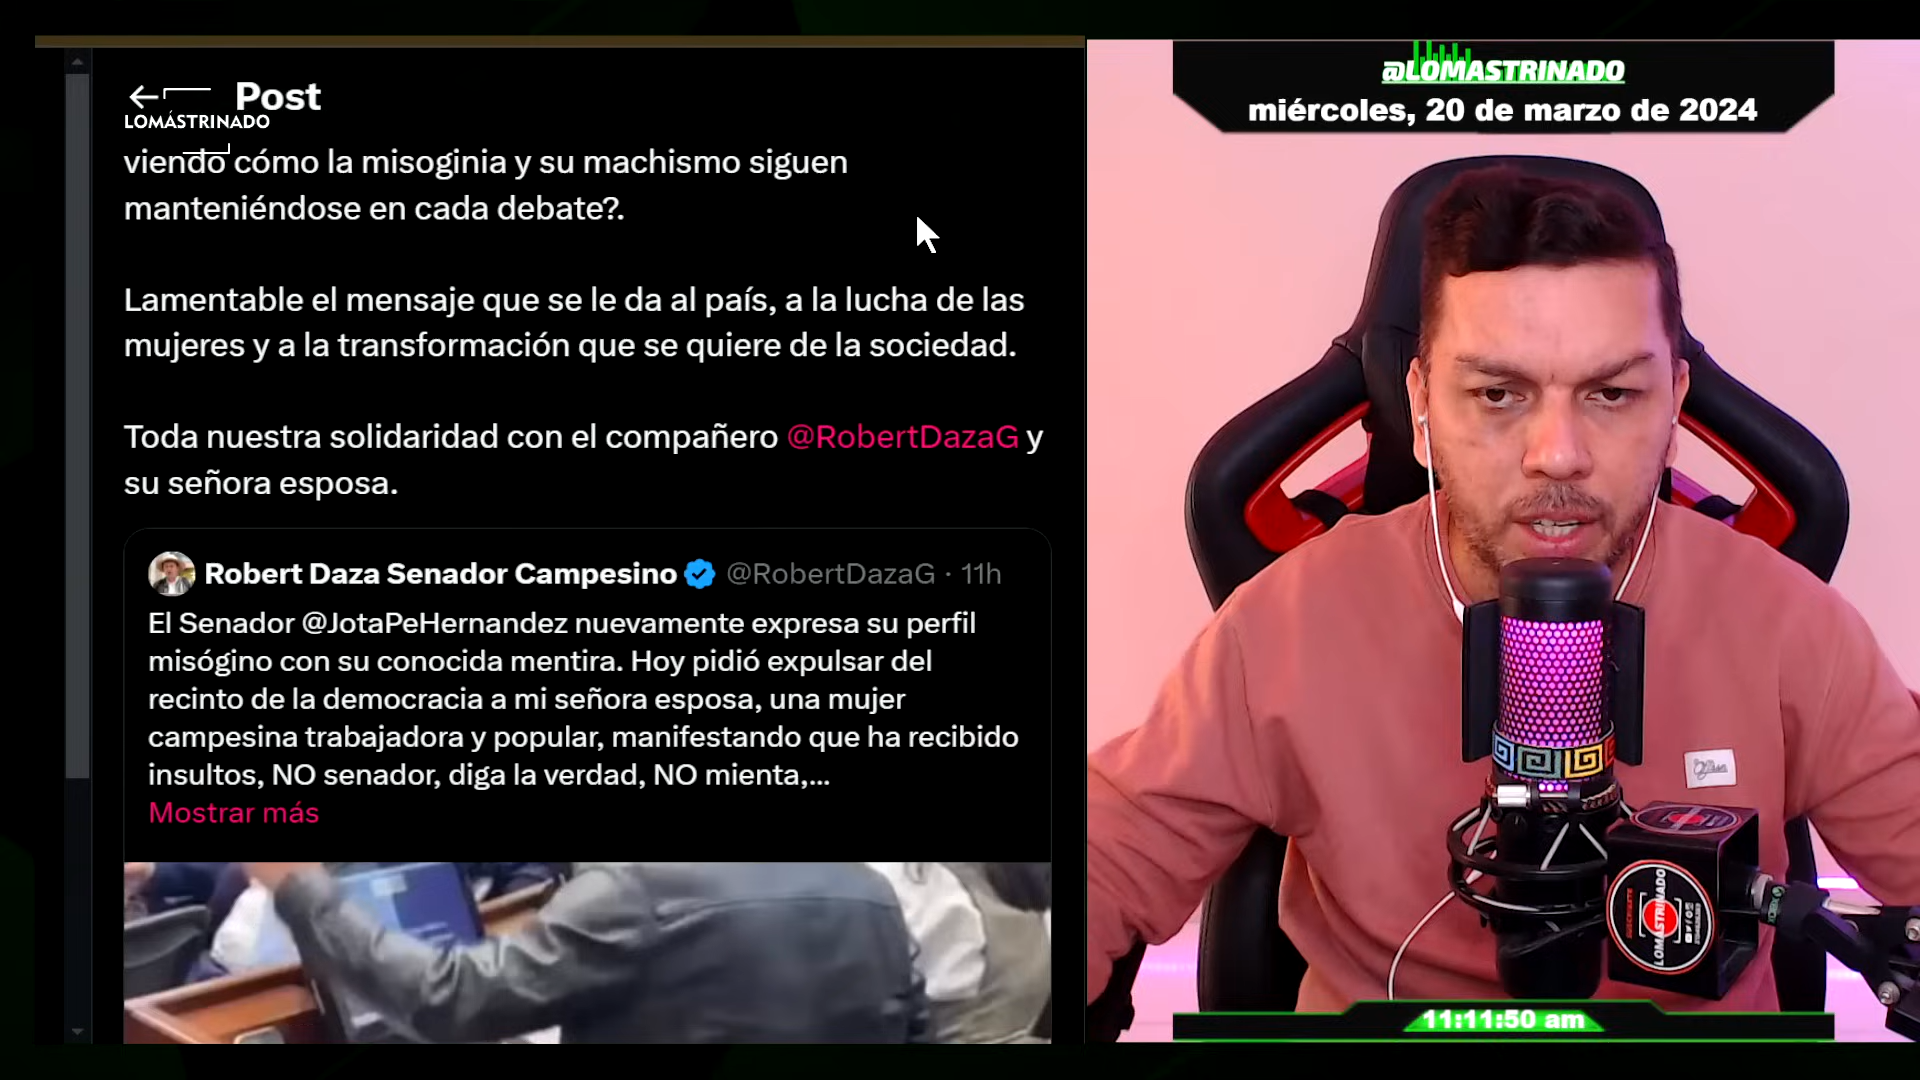 Post
LOMÁSTRINADO
viendo cómo la misoginia y su machismo siguen
manteniéndose en cada debate?.
Lamentable el mensaje que se le da al país, a la lucha de las
mujeres y a la transformación que se quiere de la sociedad.
Toda nuestra solidaridad con el compañero @RobertDazaG y
su señora esposa.
Robert Daza Senador Campesino @RobertDazaG · 11h
El Senador @JotaPeHernandez nuevamente expresa su perfil
misógino con su conocida mentira. Hoy pidió expulsar del
recinto de la democracia a mi señora esposa, una mujer
campesina trabajadora y popular, manifestando que ha recibido
insultos, NO senador, diga la verdad, NO mienta,...
Mostrar más
@LOMASTRINADO
miércoles, 20 de marzo de 2024
LOMASTRINADO
11:11:50 am